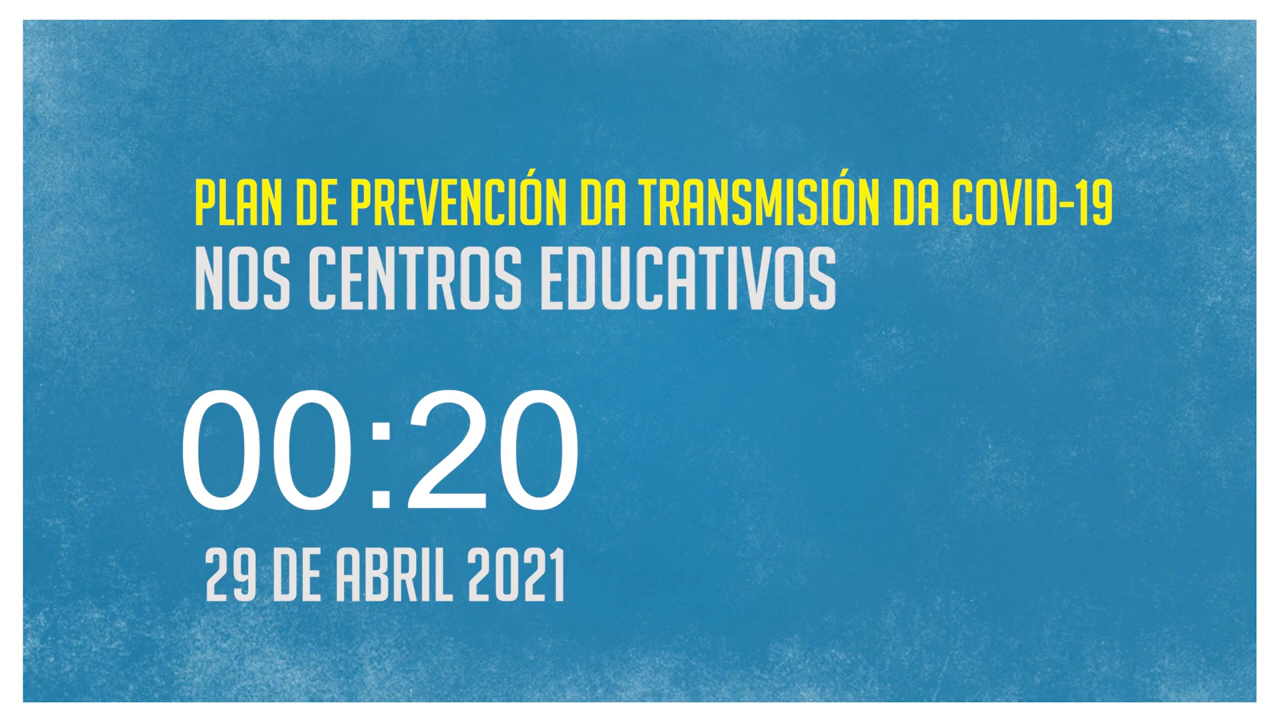 PLAN DE PREVENCIÓN DA TRANSMISIÓN DA COVID-19
NOS CENTROS EDUCATIVOS
00:20
29 DE ABRIL 2021